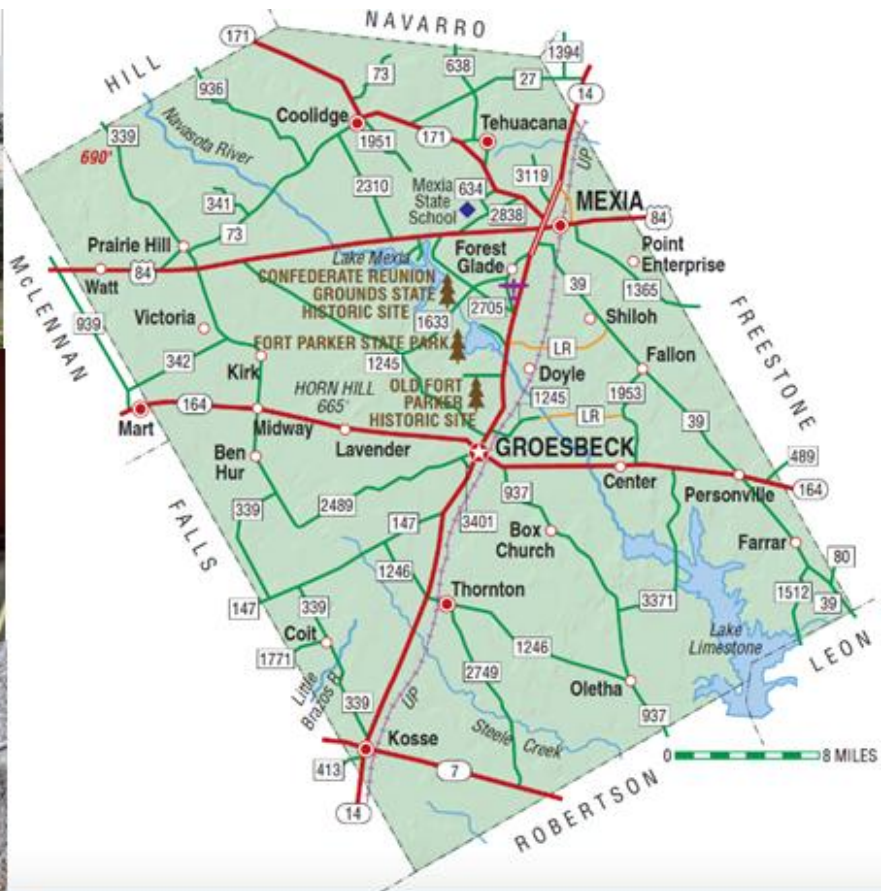 NAVARRO
171
1394
HILL
73
638
27
936
14
Coolidge
Navasota River
339
1951
171
Tehuacana
UP
690'
2310
Mexia
State
School
634
3119
341
2838
MEXIA
84
73
Prairie Hill
Lake Mexia
Forest
Glade
Point
Enterprise
84
Watt
CONFEDERATE REUNION
GROUNDS STATE
HISTORIC SITE
McLENNAN
39
1365
FREESTONE
2705
939
Victoria
1633
Shiloh
342
FORT PARKER STATE PARK
LR
Kirk
1245
Fallon
Doyle
HORN HILL
665'
OLD FORT
PARKER
HISTORIC SITE
1245
1953
164
LR
39
Mart
Midway
Lavender
GROESBECK
489
Ben
Hur
Center
Personville
164
937
FALLS
339
2489
147
3401
Box
Church
Farrar
80
1246
Thornton
3371
1512
39
147
339
Lake
Limestone
Coit
1246
LEON
1771
2749
Oletha
Little
Brazos R.
339
UP
937
Steele Creek
Kosse
0 8 MILES
413
7
ROBERTSON
14